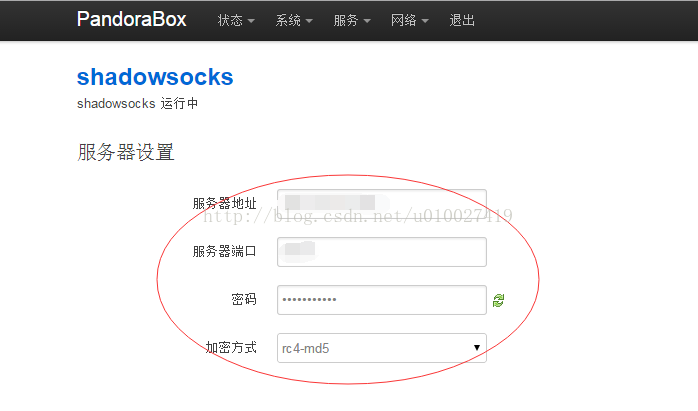 PandoraBox 状态 系统 服务 网络 退出
shadowsocks
shadowsocks 运行中
服务器设置
服务器地址
http://blog.csdn.net/u010027419
服务器端口
密码 •••••••••••
加密方式 rc4-md5